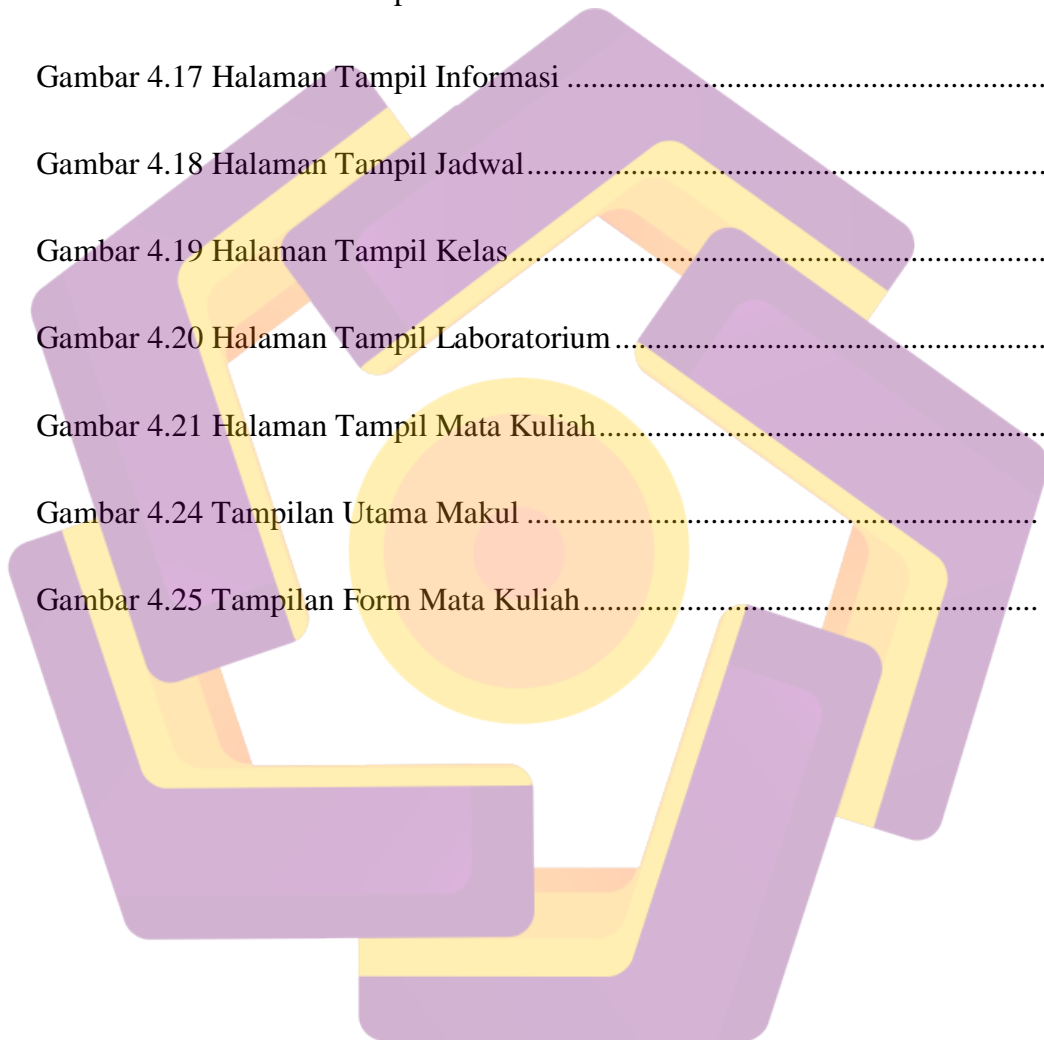 Gambar 4.17 Halaman Tampil Informasi ............................................................
Gambar 4.18 Halaman Tampil Jadwal.................................................................
Gambar 4.19 Halaman Tampil Kelas...................................................................
Gambar 4.20 Halaman Tampil Laboratorium ......................................................
Gambar 4.21 Halaman Tampil Mata Kuliah........................................................
Gambar 4.24 Tampilan Utama Makul ................................................................
Gambar 4.25 Tampilan Form Mata Kuliah.........................................................